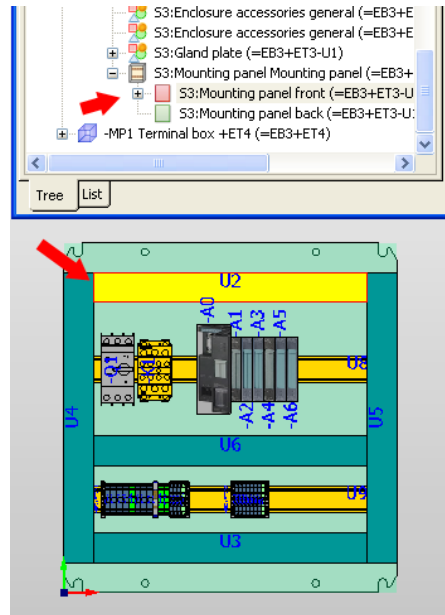 S3:Enclosure accessories general (=EB3+E
S3:Enclosure accessories general (=EB3+E
S3:Gland plate (=EB3+ET3-U1)
S3:Mounting panel Mounting panel (=EB3+
S3:Mounting panel front (=EB3+ET3-U
S3:Mounting panel back (=EB3+ET3-U:
-MP1 Terminal box +ET4 (=EB3+ET4)
Tree
List
U2
-A0
-A1
-A3
-A5
-Q1
U8
-A2
-A4
-A6
U4
U5
U6
U9
U3